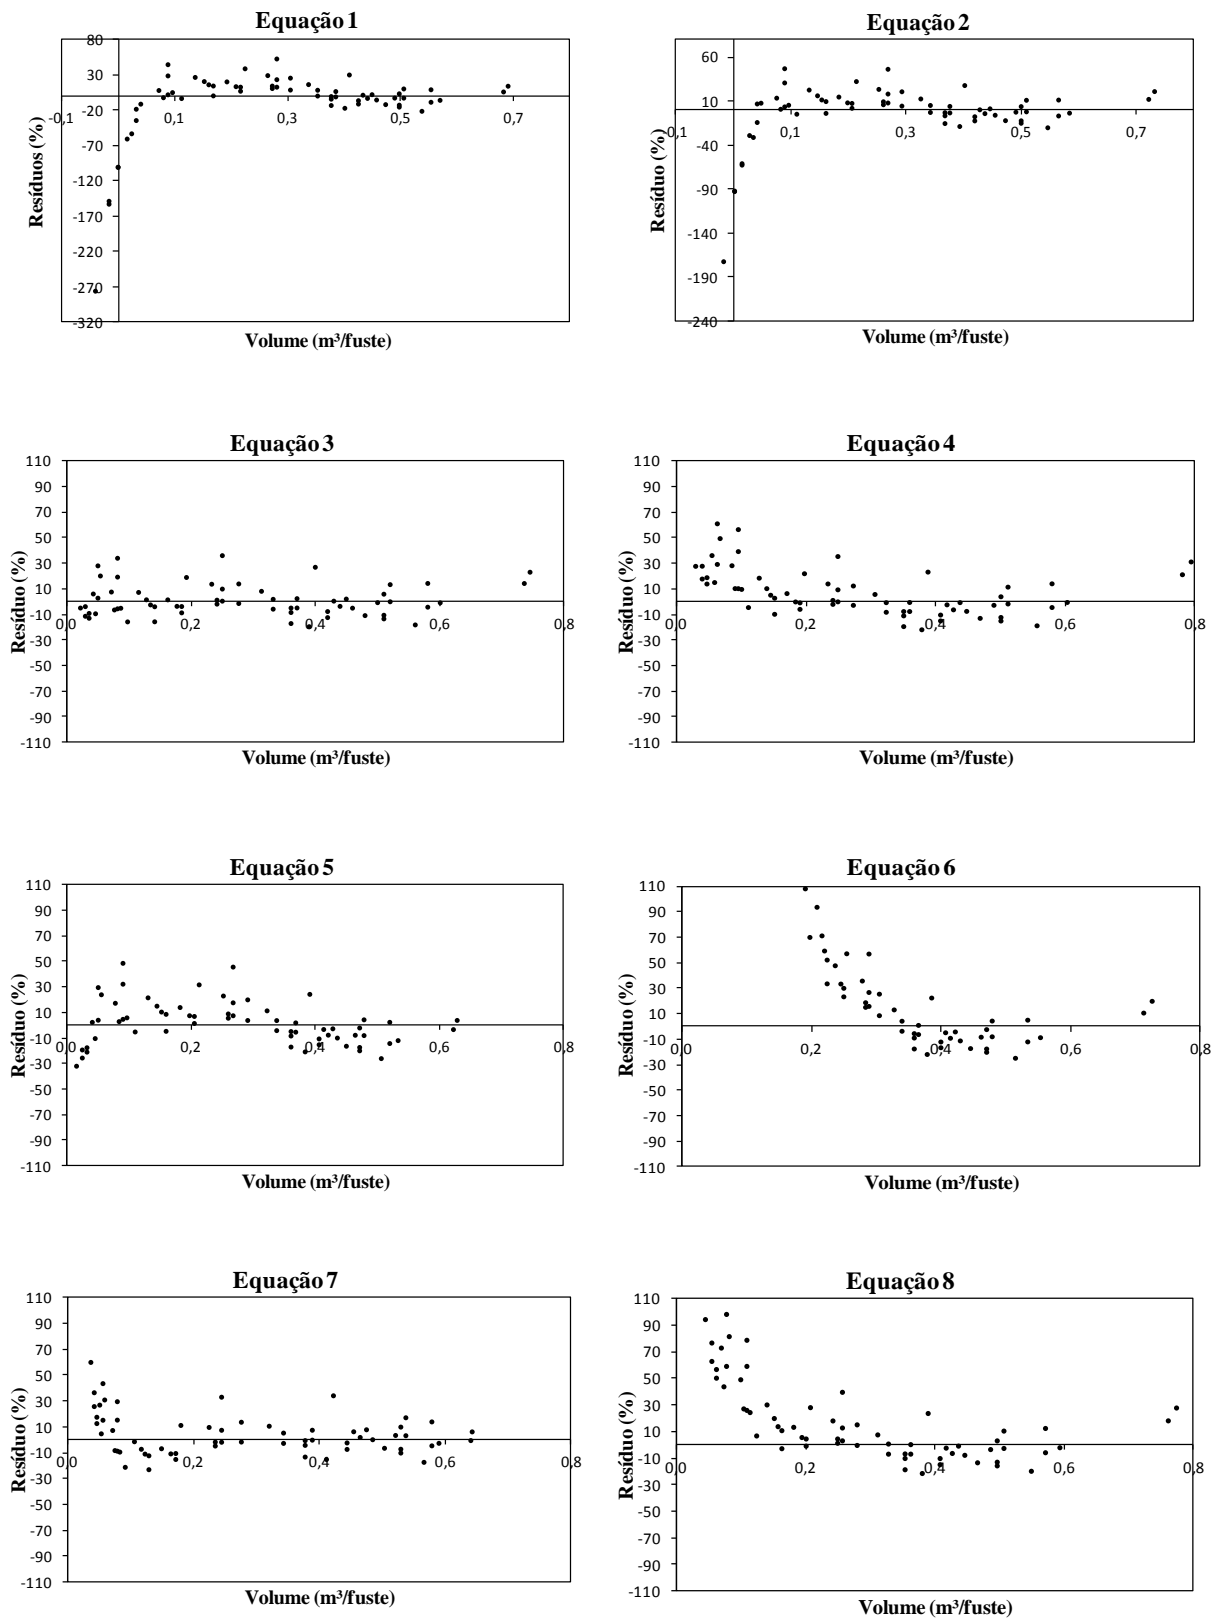 Equação 1
80
30
-20
-70
-120
-170
-220
-270
-320
-0,1 0,1 0,3 0,5 0,7
Resíduos (%)
Volume (m³/fuste)
Equação 2
60
10
-40
-90
-140
-190
-240
-0,1 0,1 0,3 0,5 0,7
Resíduo (%)
Volume (m³/fuste)
Equação 3
110
90
70
50
30
10
-10
-30
-50
-70
-90
-110
0,0 0,2 0,4 0,6 0,8
Resíduo (%)
Volume (m³/fuste)
Equação 4
110
90
70
50
30
10
-10
-30
-50
-70
-90
-110
0,0 0,2 0,4 0,6 0,8
Resíduo (%)
Volume (m³/fuste)
Equação 5
110
90
70
50
30
10
-10
-30
-50
-70
-90
-110
0,0 0,2 0,4 0,6 0,8
Resíduo (%)
Volume (m³/fuste)
Equação 6
110
90
70
50
30
10
-10
-30
-50
-70
-90
-110
0,0 0,2 0,4 0,6 0,8
Resíduo (%)
Volume (m³/fuste)
Equação 7
110
90
70
50
30
10
-10
-30
-50
-70
-90
-110
0,0 0,2 0,4 0,6 0,8
Resíduo (%)
Volume (m³/fuste)
Equação 8
110
90
70
50
30
10
-10
-30
-50
-70
-90
-110
0,0 0,2 0,4 0,6 0,8
Resíduo (%)
Volume (m³/fuste)